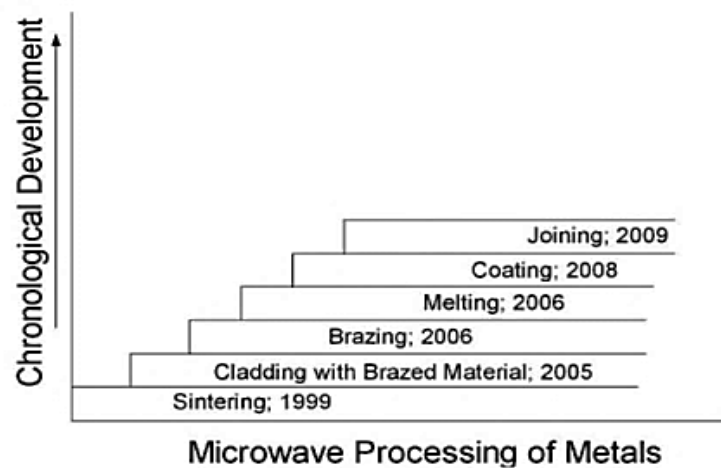 Chronological Development
Joining; 2009
Coating; 2008
Melting; 2006
Brazing; 2006
Cladding with Brazed Material; 2005
Sintering; 1999
Microwave Processing of Metals